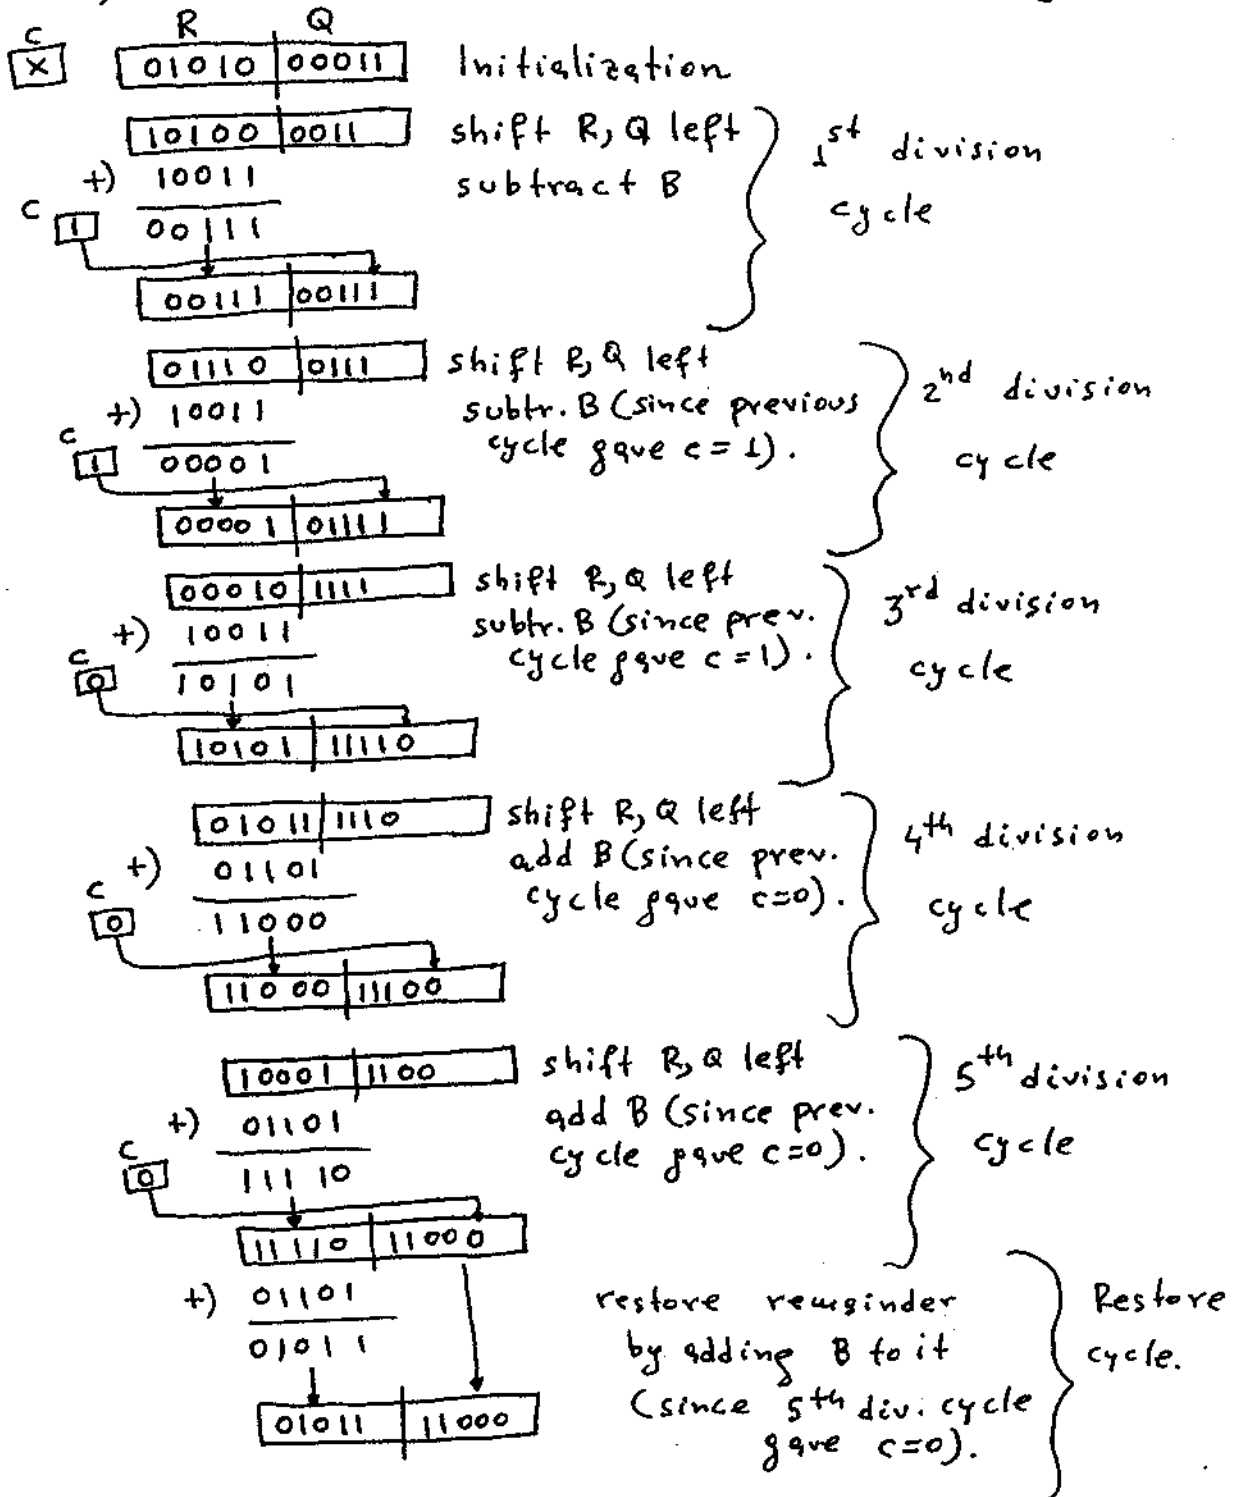 C R Q
X 01010 00011 Initialization
10100 0011 shift R, Q left
+) 10011 subtract B
1st division
cycle
C 1 00111
00111 00111
01110 0111 shift R, Q left
+) 10011 subtr. B (since previous
cycle gave c=1).
2nd division
cycle
C 1 00001
00001 01111
00010 1111 shift R, Q left
+) 10011 subtr. B (since prev.
cycle gave c=1).
3rd division
cycle
C 0 10101
10101 11110
01011 1110 shift R, Q left
+) 01101 add B (since prev.
cycle gave c=0).
4th division
cycle
C 0 11000
11000 11100
10001 1100 shift R, Q left
+) 01101 add B (since prev.
cycle gave c=0).
5th division
cycle
C 0 11110
11110 11000
+) 01101 restore remainder
01011 by adding B to it
01011 11000 (since 5th div. cycle
gave c=0).
Restore
cycle.